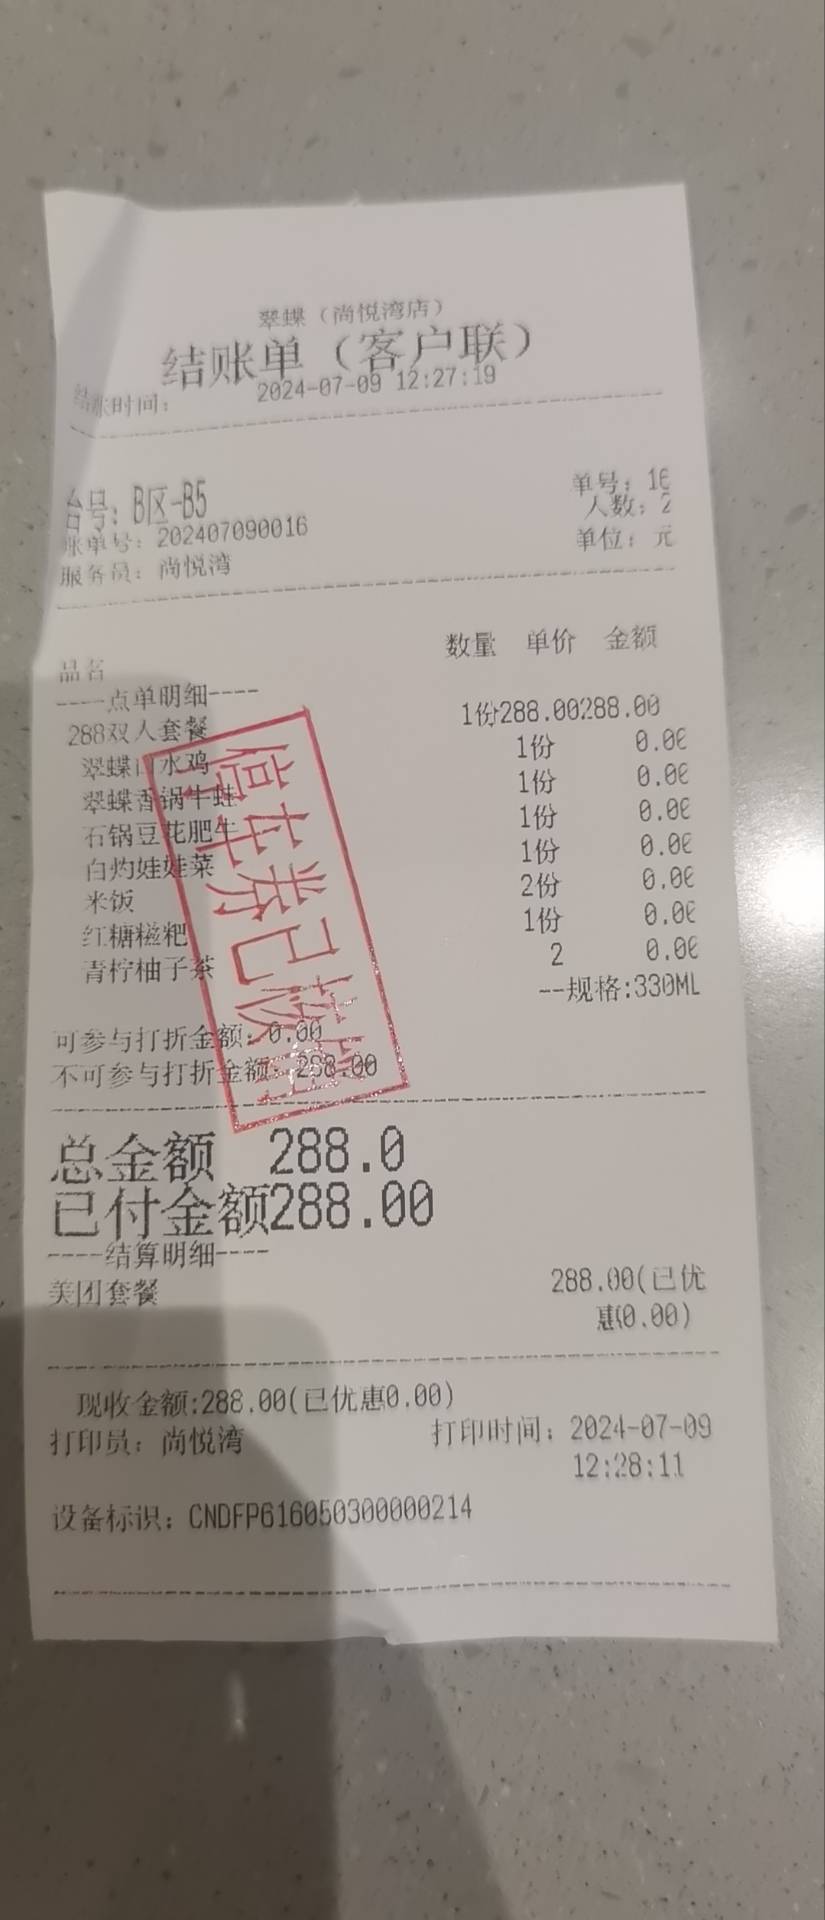 翠蝶（尚悦湾店）
结账单（客户联）
结账时间： 2024-07-09 12:27:19
台号：B区-B5 单号：16
人数：2
账单号：202407090016
单位：元
服务员：尚悦湾
品名 数量 单价 金额
----点单明细----
288双人套餐 1份288.00288.00
翠蝶口水鸡 1份 0.00
翠蝶香锅牛蛙 1份 0.00
石锅豆花肥牛 1份 0.00
白灼娃娃菜 1份 0.00
米饭 2份 0.00
红糖糍粑 1份 0.00
青柠柚子茶 2 0.00
--规格:330ML
可参与打折金额：0.00
不可参与打折金额：288.00
停车券已
总金额 288.0
已付金额288.00
----结算明细----
美团套餐 288.00(已优
惠0.00)
现收金额:288.00(已优惠0.00)
打印员：尚悦湾 打印时间：2024-07-09
12:28:11
设备标识：CNDFP616050300000214